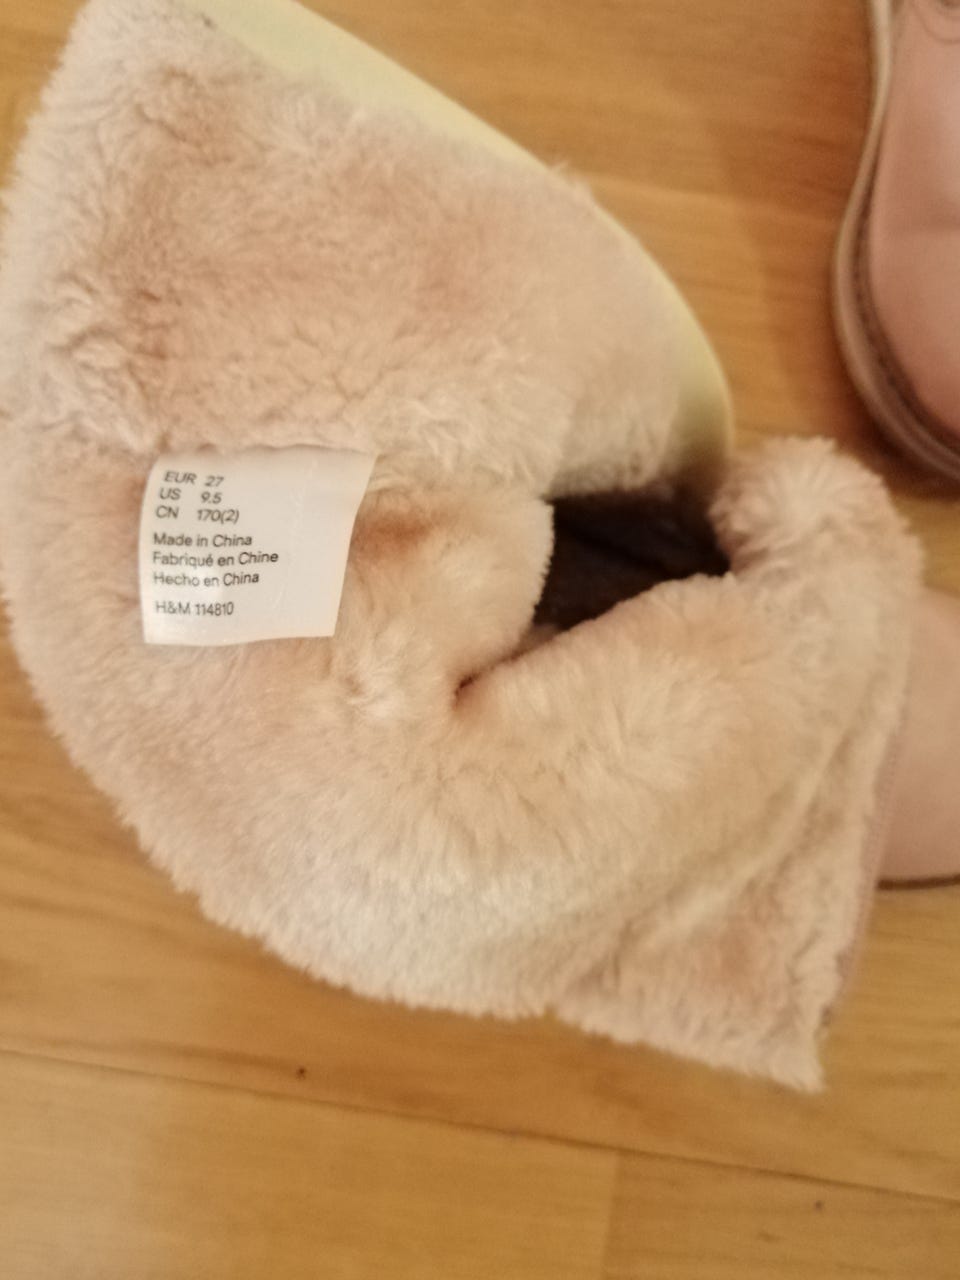 EUR 27
US 9.5
CN 170(2)
Made in China
Fabriqué en Chine
Hecho en China
H&M 114810